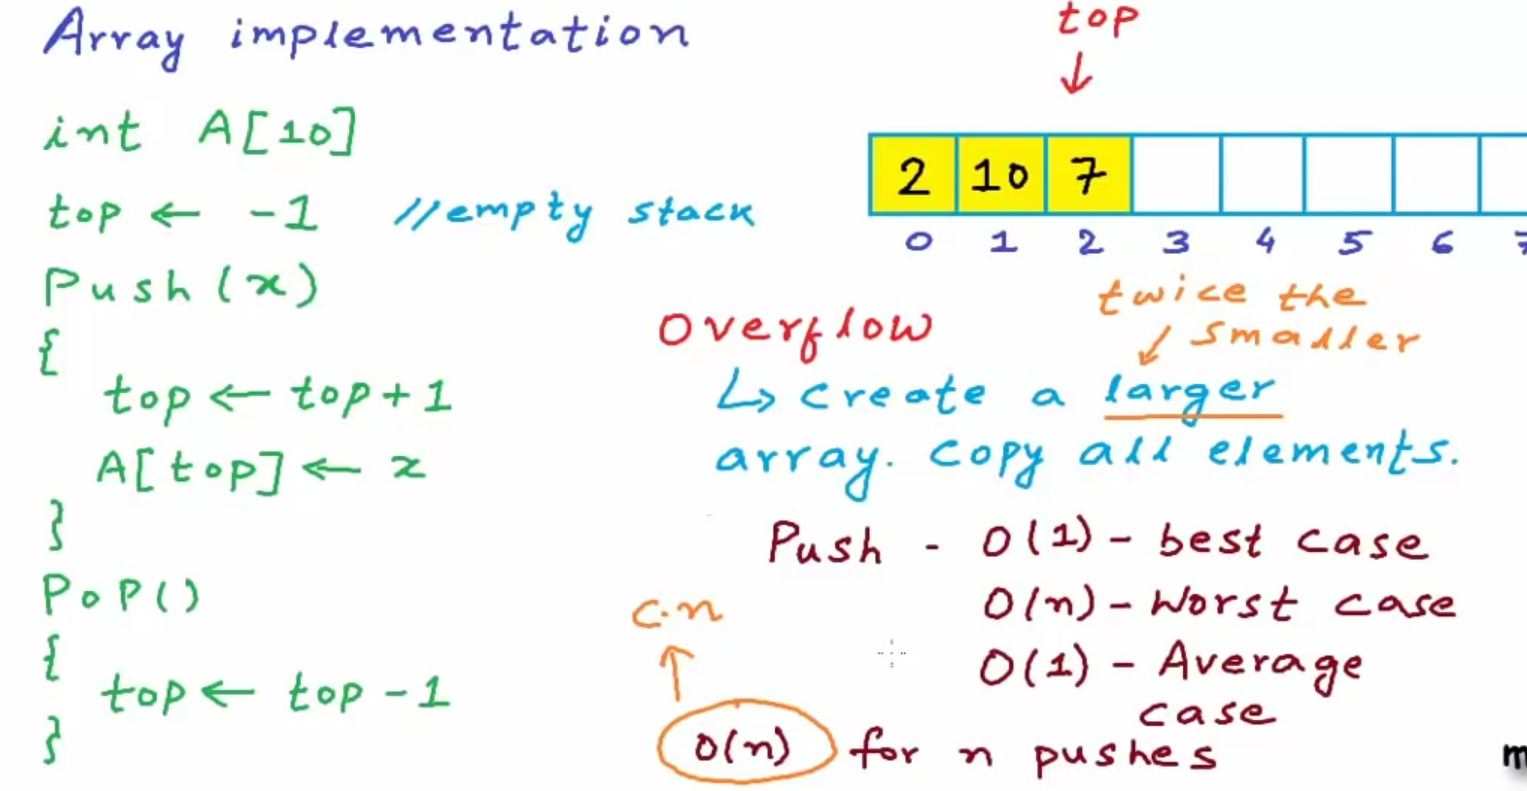 Array implementation
int A[10]
top ← -1 //empty stack
Push(x)
{
top ← top+1
A[top] ← x
}
Pop()
{
top ← top-1
}
top
↓
2 10 7
0 1 2 3 4 5 6
twice the
smaller
Overflow
↳ create a larger
array. copy all elements.
Push - O(1) - best case
O(n) - Worst case
O(1) - Average
case
c.n
↑
O(n) for n pushes